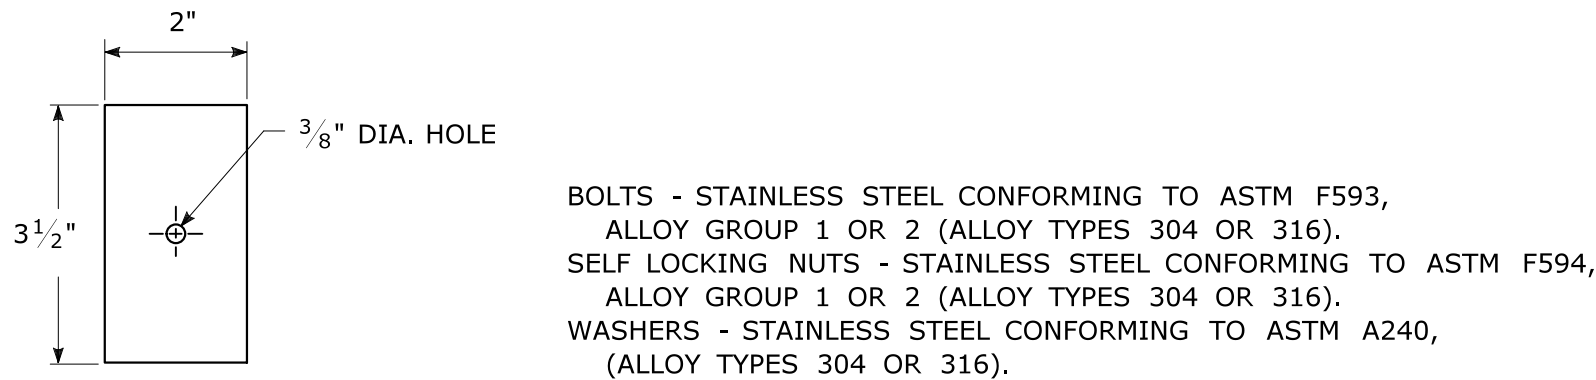 2"
3/8" DIA. HOLE
3 1/2"
BOLTS - STAINLESS STEEL CONFORMING TO ASTM F593,
ALLOY GROUP 1 OR 2 (ALLOY TYPES 304 OR 316).
SELF LOCKING NUTS - STAINLESS STEEL CONFORMING TO ASTM F594,
ALLOY GROUP 1 OR 2 (ALLOY TYPES 304 OR 316).
WASHERS - STAINLESS STEEL CONFORMING TO ASTM A240,
(ALLOY TYPES 304 OR 316).